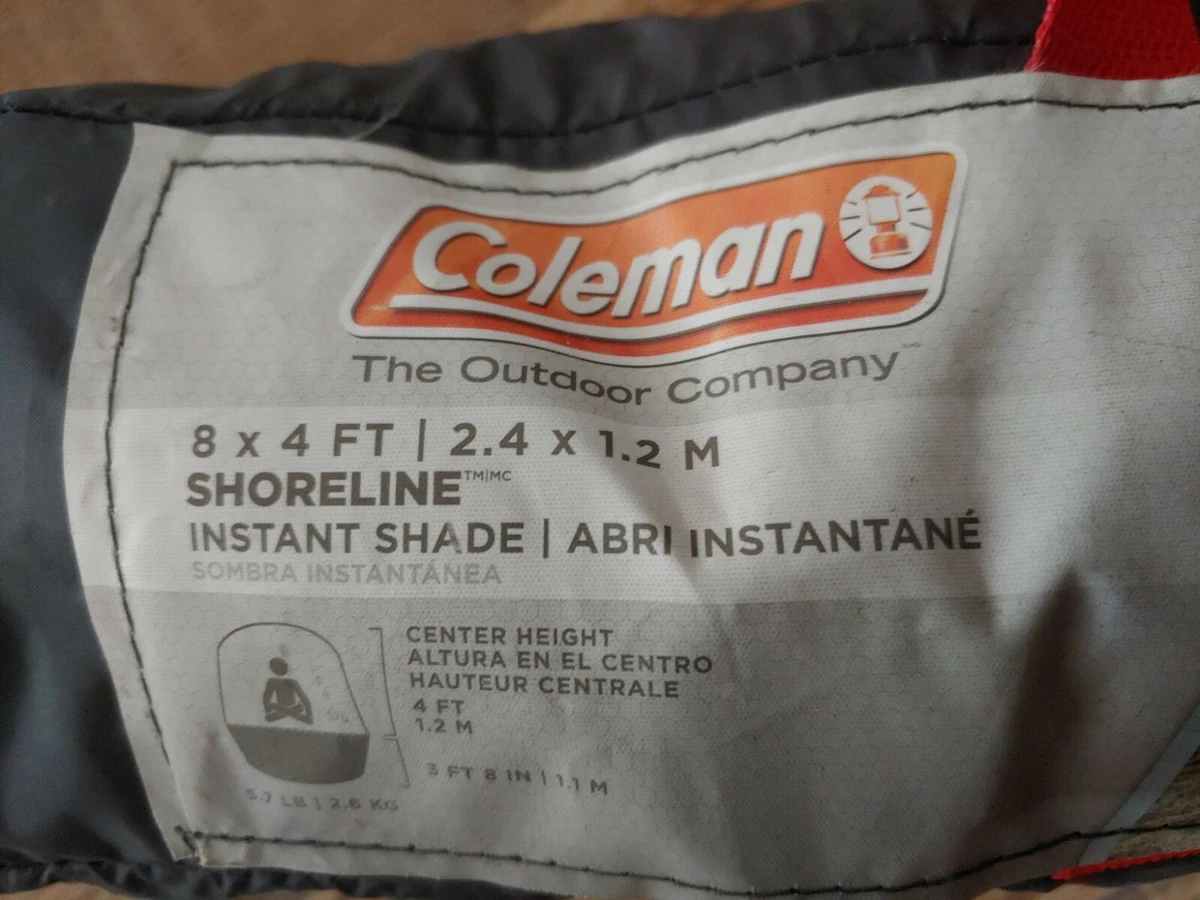 Coleman
The Outdoor Company
8 x 4 FT | 2.4 x 1.2 M
SHORELINE™|MC
INSTANT SHADE | ABRI INSTANTANÉ
SOMBRA INSTANTÁNEA
CENTER HEIGHT
ALTURA EN EL CENTRO
HAUTEUR CENTRALE
4 FT
1.2 M
3 FT 8 IN | 1.1 M
5.7 LB | 2.6 KG